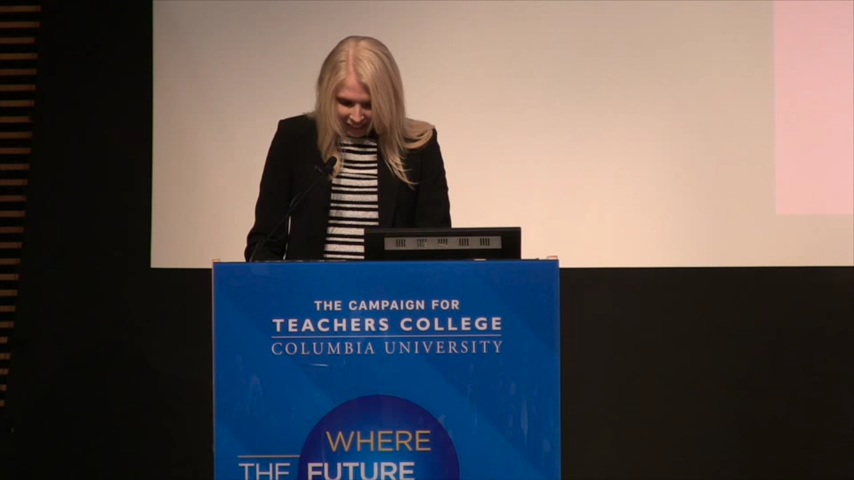 THE CAMPAIGN FOR
TEACHERS COLLEGE
COLUMBIA UNIVERSITY
WHERE
THE FUTURE